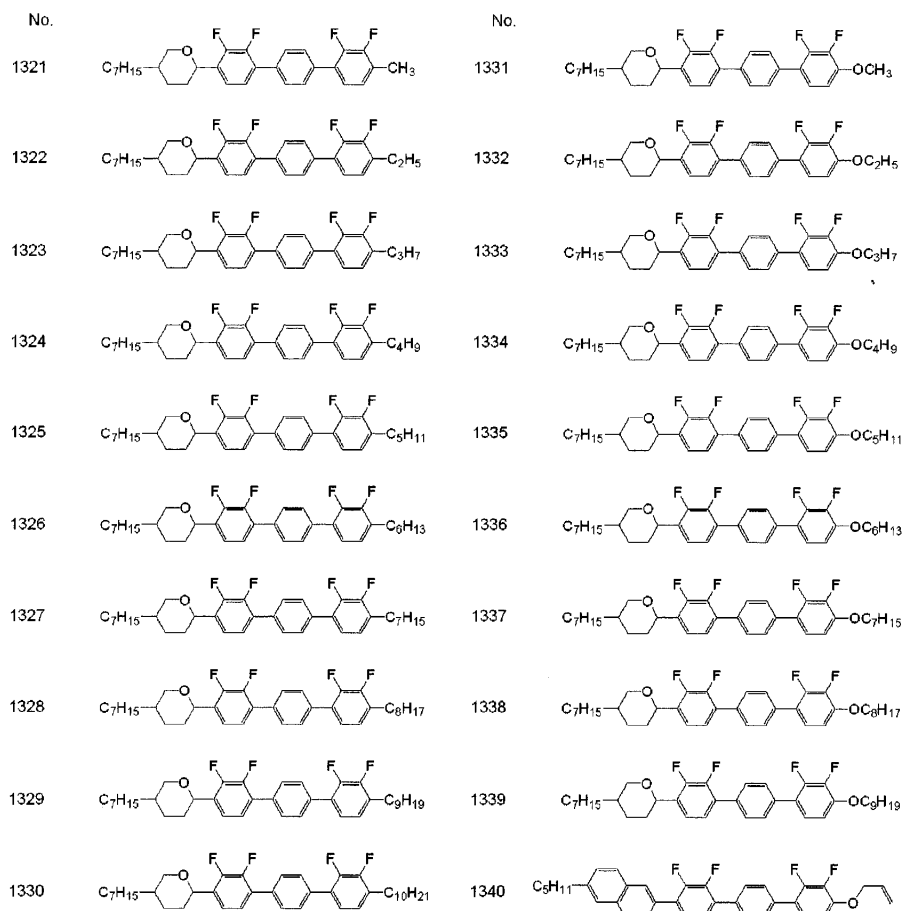 No.
1321
F F F F
O
C7H15 CH3
1322
F F F F
O
C7H15 C2H5
1323
F F F F
O
C7H15 C3H7
1324
F F F F
O
C7H15 C4H9
1325
F F F F
O
C7H15 C5H11
1326
F F F F
O
C7H15 C6H13
1327
F F F F
O
C7H15 C7H15
1328
F F F F
O
C7H15 C8H17
1329
F F F F
O
C7H15 C9H19
1330
F F F F
O
C7H15 C10H21
No.
1331
F F F F
O
C7H15 OCH3
1332
F F F F
O
C7H15 OC2H5
1333
F F F F
O
C7H15 OC3H7
1334
F F F F
O
C7H15 OC4H9
1335
F F F F
O
C7H15 OC5H11
1336
F F F F
O
C7H15 OC6H13
1337
F F F F
O
C7H15 OC7H15
1338
F F F F
O
C7H15 OC8H17
1339
F F F F
O
C7H15 OC9H19
1340
F F F F
C5H11 O